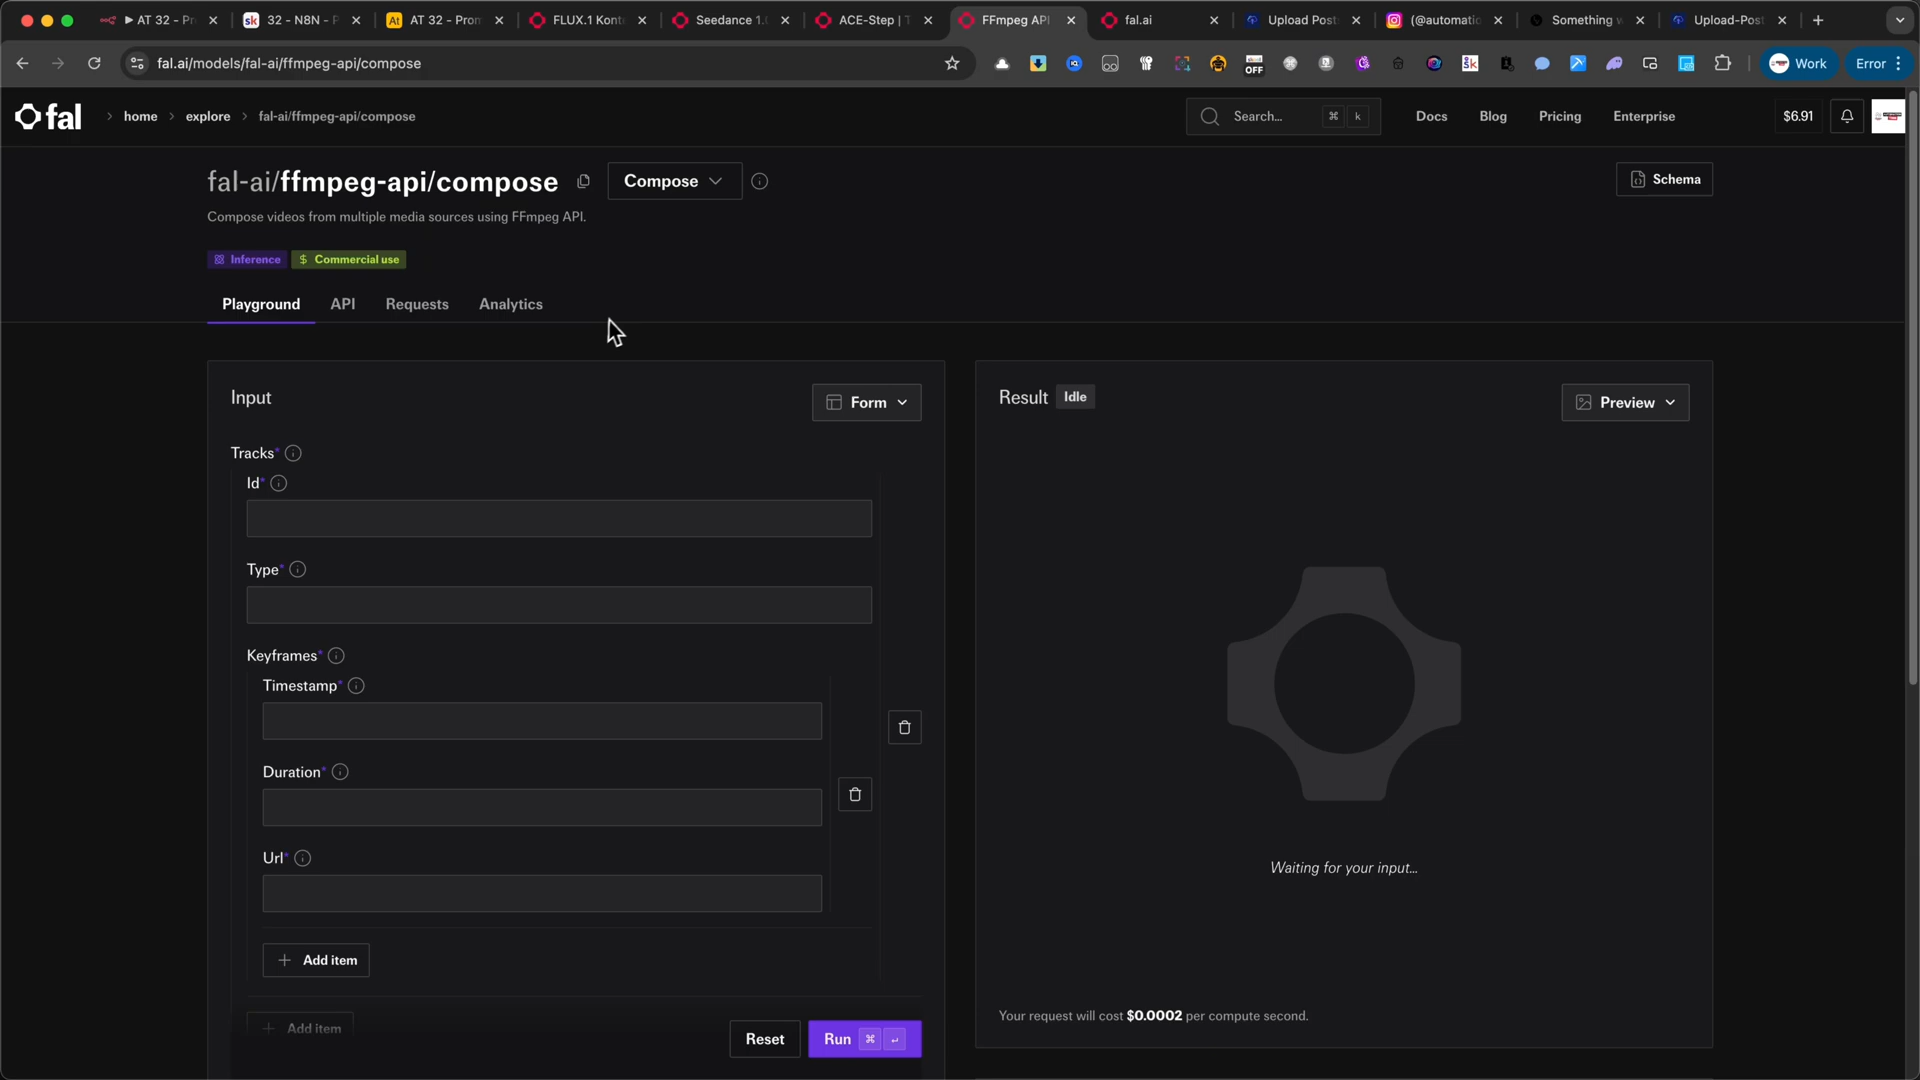 AT 32 - Pr
32 - N8N - P
At
AT 32 - Pron
FLUX.1 Kont
Seedance 1.
ACE-Step | T
FFmpeg API
fal.ai
Upload Post
(@automatio
Something w
Upload-Post
fal.ai/models/fal-ai/ffmpeg-api/compose
OFF
Work
Error
fal
home
explore
fal-ai/ffmpeg-api/compose
Search...
⌘
k
Docs
Blog
Pricing
Enterprise
$6.91
fal-ai/ffmpeg-api/compose
Compose
Schema
Compose videos from multiple media sources using FFmpeg API.
Inference
$ Commercial use
Playground
API
Requests
Analytics
Input
Form
Tracks*
Id*
Type*
Keyframes*
Timestamp*
Duration*
Url*
+ Add item
+ Add item
Reset
Run ⌘ ↵
Result
Idle
Preview
Waiting for your input...
Your request will cost $0.0002 per compute second.